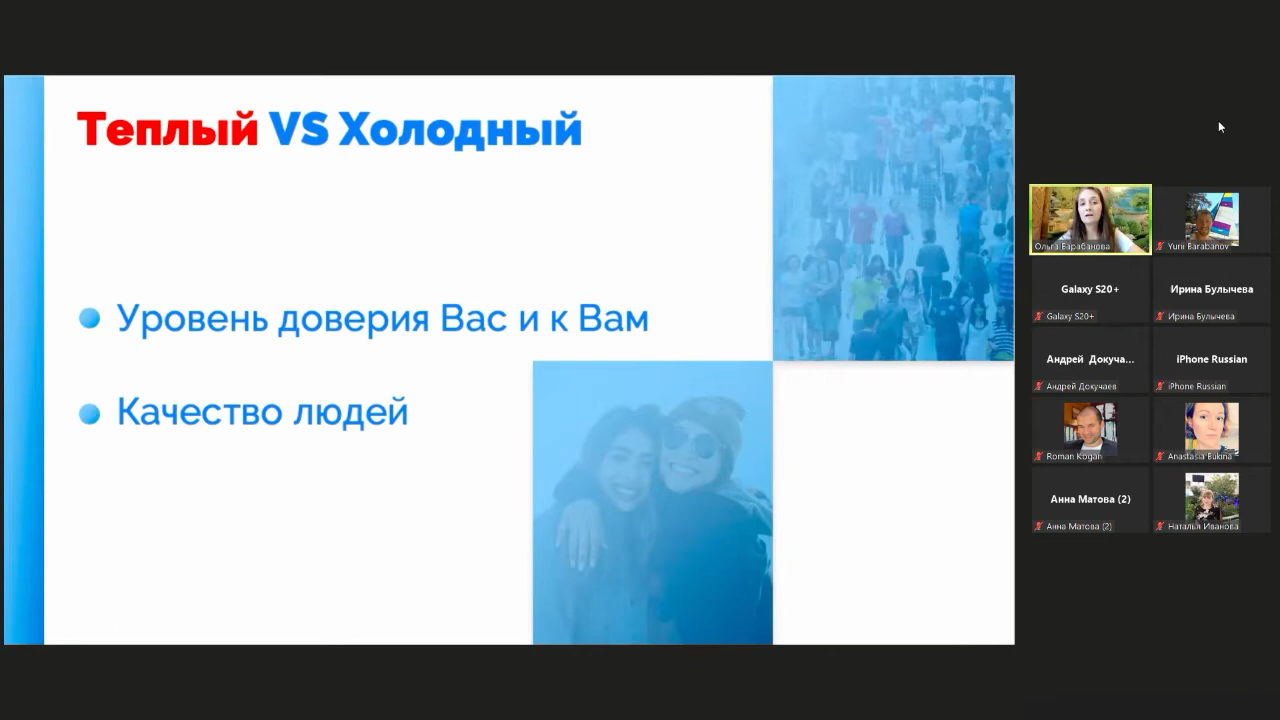 Теплый VS Холодный
Уровень доверия Вас и к Вам
Качество людей
Ольга Барабанова
Yurii Barabanov
Galaxy S20+
Galaxy S20+
Ирина Булычева
Ирина Булычева
Андрей Докуча...
Андрей Докучаев
iPhone Russian
iPhone Russian
Roman Kogan
Anastasia Bukina
Анна Матова (2)
Анна Матова (2)
Наталья Иванова